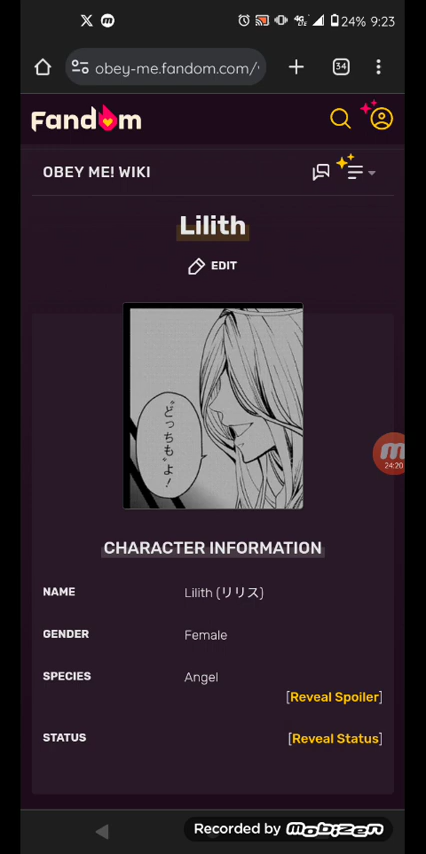 24% 9:23
obey-me.fandom.com/
34
Fandom
OBEY ME! WIKI
Lilith
EDIT
"どっちも"よ!
24:20
CHARACTER INFORMATION
NAME Lilith (リリス)
GENDER Female
SPECIES Angel
[Reveal Spoiler]
STATUS [Reveal Status]
Recorded by mobizen